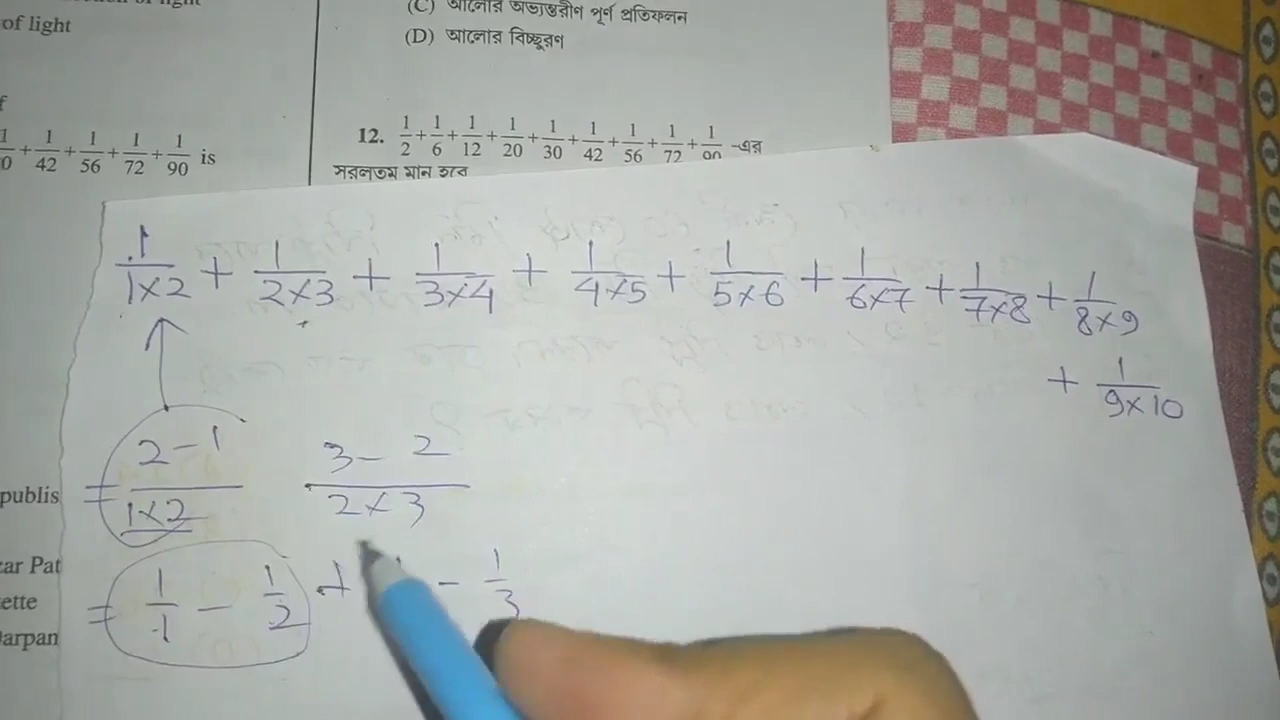 of light
(C) আলোর অভ্যন্তরীণ পূর্ণ প্রতিফলন
(D) আলোর বিচ্ছুরণ
+ 1/42 + 1/56 + 1/72 + 1/90 is
12. 1/2 + 1/6 + 1/12 + 1/20 + 1/30 + 1/42 + 1/56 + 1/72 + 1/90 -এর
সরলতম মান হবে
1/1×2 + 1/2×3 + 1/3×4 + 1/4×5 + 1/5×6 + 1/6×7 + 1/7×8 + 1/8×9
+ 1/9×10
= 2-1/1×2 3-2/2×3
= 1/1 - 1/2 + - 1/3
publis
Pat
ette
arpan